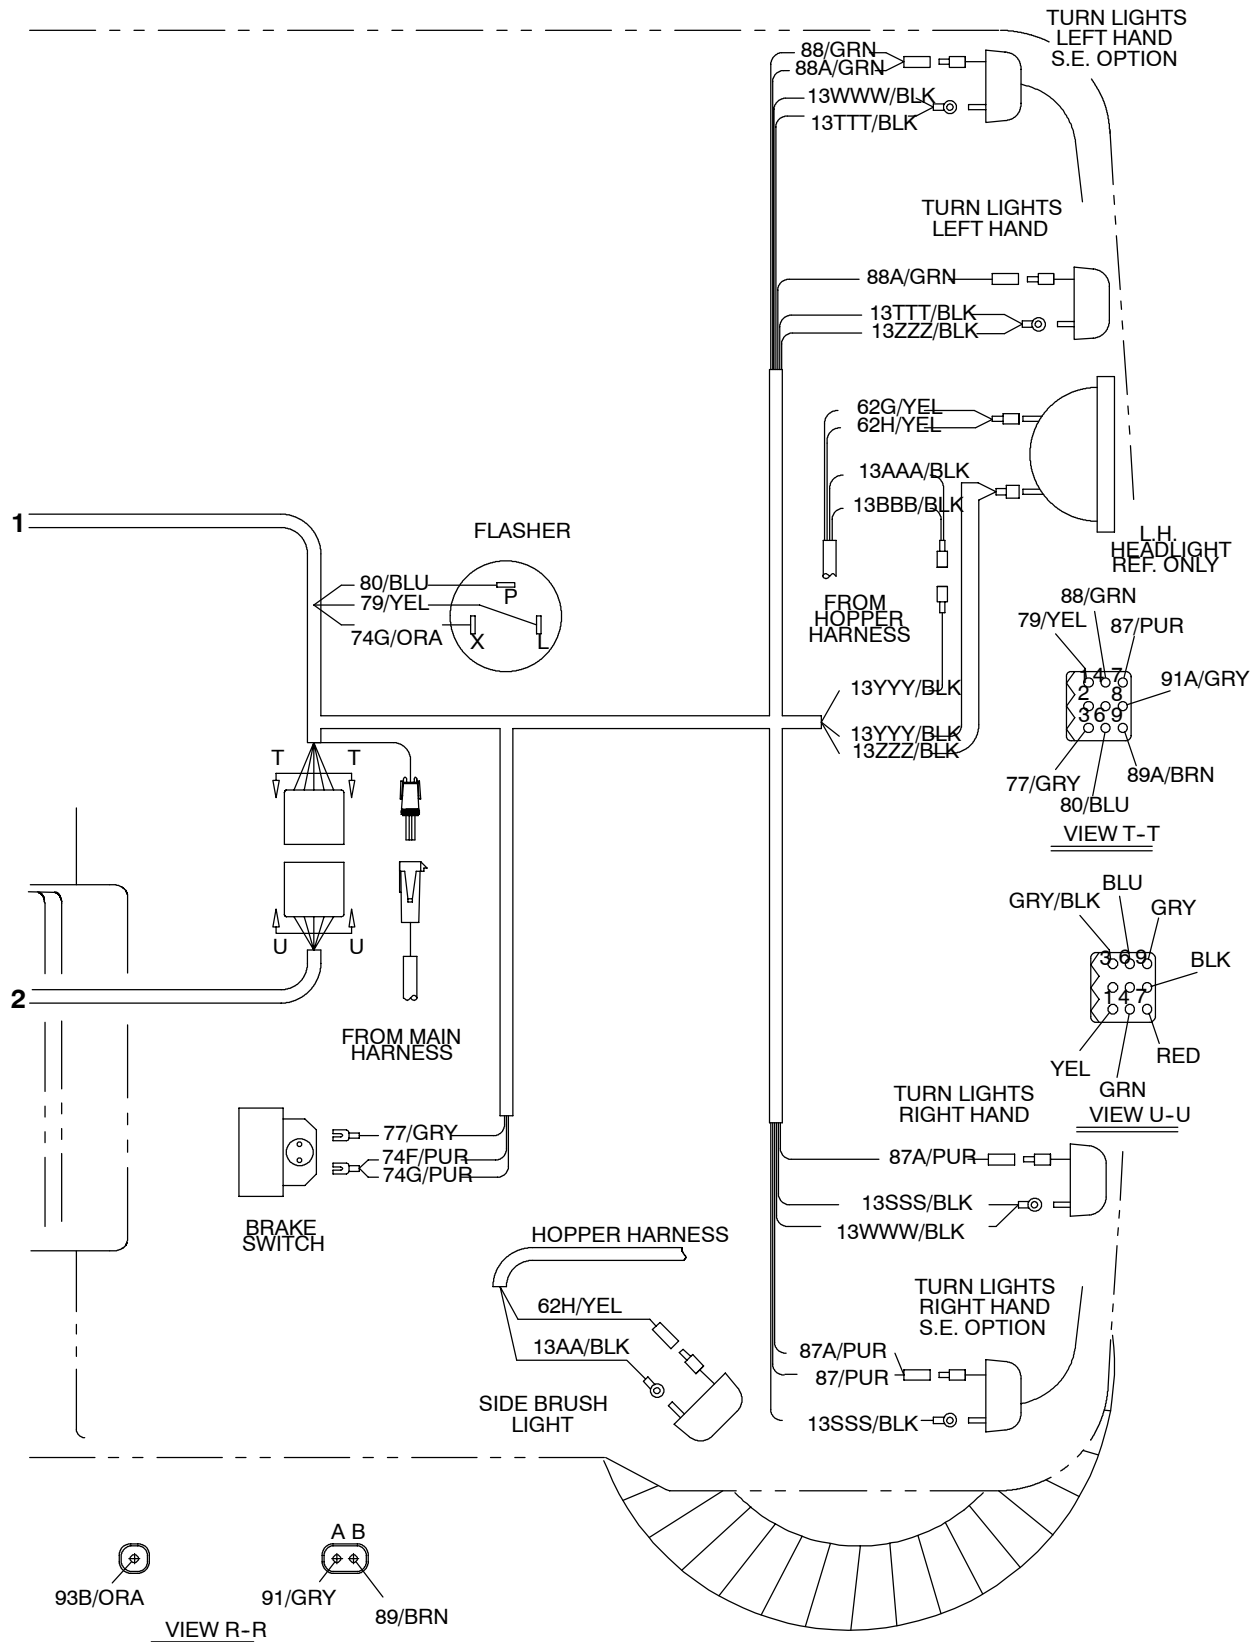 TURN LIGHTS
LEFT HAND
S.E. OPTION
88/GRN
88A/GRN
13WWW/BLK
13TTT/BLK
TURN LIGHTS
LEFT HAND
88A/GRN
13TTT/BLK
13ZZZ/BLK
62G/YEL
62H/YEL
13AAA/BLK
13BBB/BLK
L.H.
HEADLIGHT
REF. ONLY
FROM
HOPPER
HARNESS
1
FLASHER
80/BLU
79/YEL
74G/ORA
P
X
L
88/GRN
79/YEL
87/PUR
91A/GRY
1 4 7
2 8
3 6 9
77/GRY
89A/BRN
80/BLU
VIEW T-T
13YYY/BLK
13YYY/BLK
13ZZZ/BLK
T T
U U
2
FROM MAIN
HARNESS
BLU
GRY/BLK
GRY
BLK
3 6 9
1 4 7
YEL
RED
GRN
VIEW U-U
77/GRY
74F/PUR
74G/PUR
BRAKE
SWITCH
TURN LIGHTS
RIGHT HAND
87A/PUR
13SSS/BLK
13WWW/BLK
HOPPER HARNESS
62H/YEL
13AA/BLK
SIDE BRUSH
LIGHT
TURN LIGHTS
RIGHT HAND
S.E. OPTION
87A/PUR
87/PUR
13SSS/BLK
A B
93B/ORA
91/GRY
89/BRN
VIEW R-R